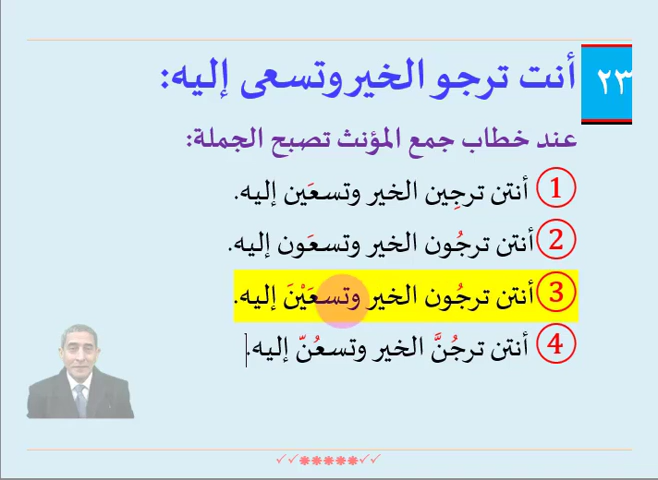 ٢٣
أنت ترجو الخير وتسعى إليه:
عند خطاب جمع المؤنث تصبح الجملة:
1 أنتن ترجِين الخير وتسعَين إليه.
2 أنتن ترجُون الخير وتسعَون إليه.
3 أنتن ترجُون الخير وتسعَيْنَ إليه.
4 أنتن ترجُنَّ الخير وتسعُنّ إليه.